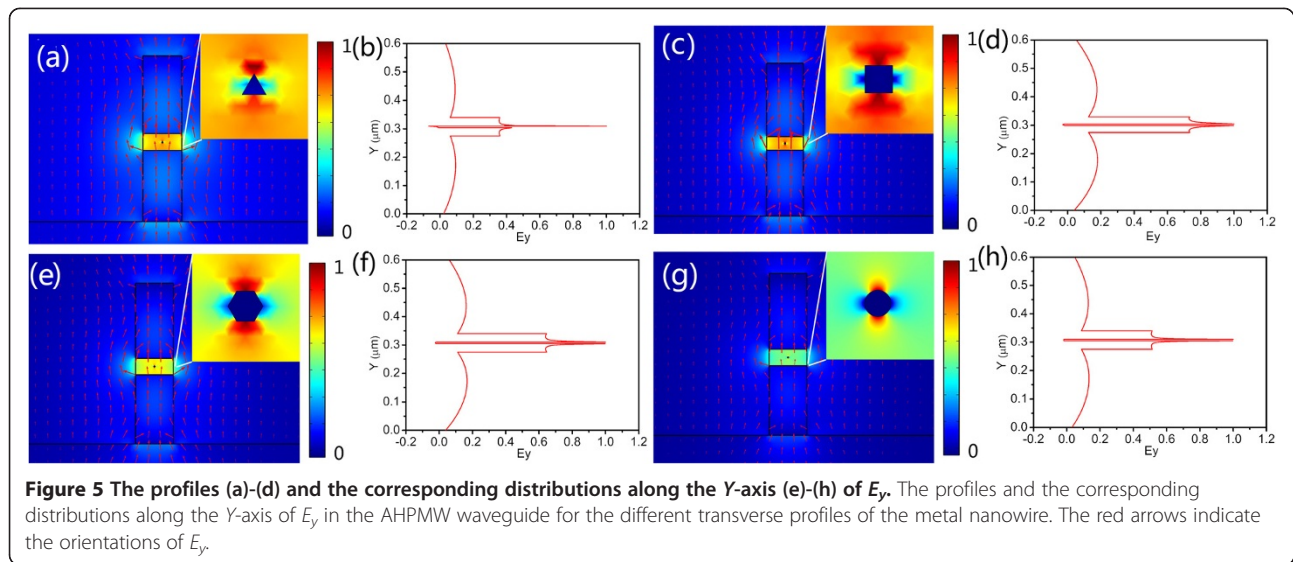 (a)
1
0
(b)
0.6
0.5
0.4
0.3
0.2
0.1
0.0
Y (μm)
-0.2 0.0 0.2 0.4 0.6 0.8 1.0 1.2
Ey
(c)
1
0
(d)
0.6
0.5
0.4
0.3
0.2
0.1
0.0
Y (μm)
-0.2 0.0 0.2 0.4 0.6 0.8 1.0 1.2
Ey
(e)
1
0
(f)
0.6
0.5
0.4
0.3
0.2
0.1
0.0
Y (μm)
-0.2 0.0 0.2 0.4 0.6 0.8 1.0 1.2
Ey
(g)
1
0
(h)
0.6
0.5
0.4
0.3
0.2
0.1
0.0
Y (μm)
-0.2 0.0 0.2 0.4 0.6 0.8 1.0 1.2
Ey
Figure 5 The profiles (a)-(d) and the corresponding distributions along the Y-axis (e)-(h) of Ey. The profiles and the corresponding
distributions along the Y-axis of Ey in the AHPMW waveguide for the different transverse profiles of the metal nanowire. The red arrows indicate
the orientations of Ey.